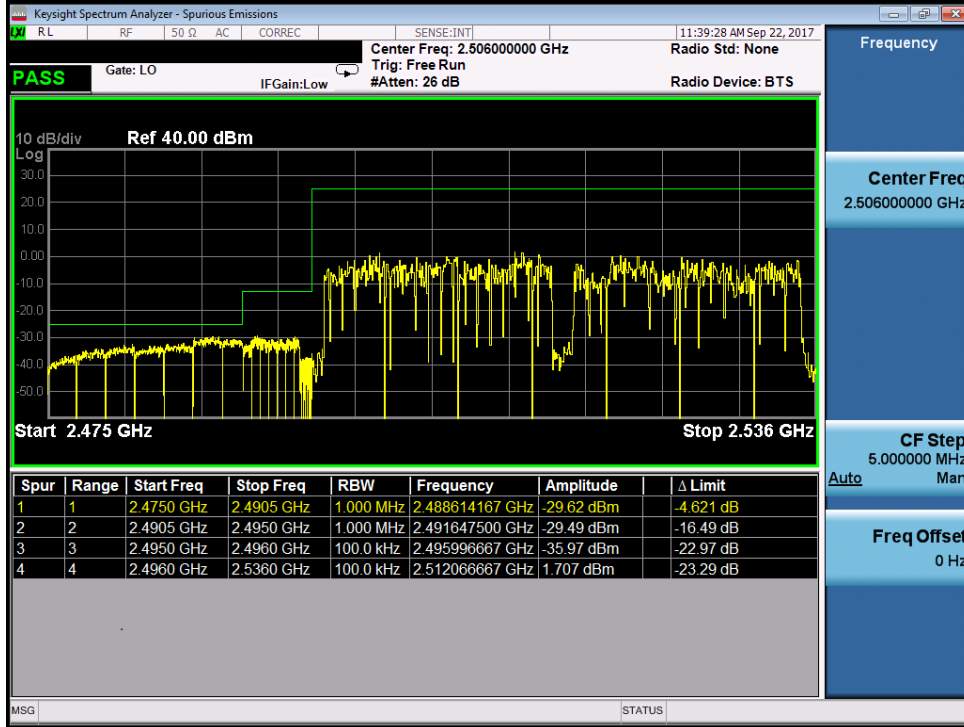 Keysight Spectrum Analyzer - Spurious Emissions
LXI RL RF 50 Ω AC CORREC SENSE:INT 11:39:28 AM Sep 22, 2017
Center Freq: 2.506000000 GHz Radio Std: None
Trig: Free Run
PASS Gate: LO IFGain:Low #Atten: 26 dB Radio Device: BTS
10 dB/div Ref 40.00 dBm
Log
30.0
20.0
10.0
0.00
-10.0
-20.0
-30.0
-40.0
-50.0
Start 2.475 GHz Stop 2.536 GHz
Spur Range Start Freq Stop Freq RBW Frequency Amplitude Δ Limit
1 1 2.4750 GHz 2.4905 GHz 1.000 MHz 2.488614167 GHz -29.62 dBm -4.621 dB
2 2 2.4905 GHz 2.4950 GHz 1.000 MHz 2.491647500 GHz -29.49 dBm -16.49 dB
3 3 2.4950 GHz 2.4960 GHz 100.0 kHz 2.495996667 GHz -35.97 dBm -22.97 dB
4 4 2.4960 GHz 2.5360 GHz 100.0 kHz 2.512066667 GHz 1.707 dBm -23.29 dB
MSG STATUS
Frequency
Center Freq
2.506000000 GHz
CF Step
5.000000 MHz
Auto Man
Freq Offset
0 Hz